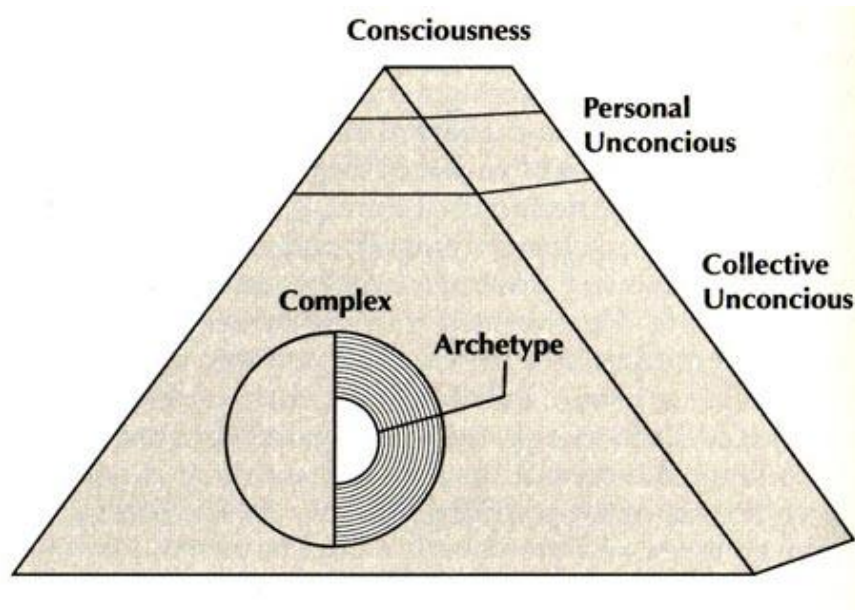 Consciousness
Personal
Unconcious
Collective
Unconcious
Complex
Archetype